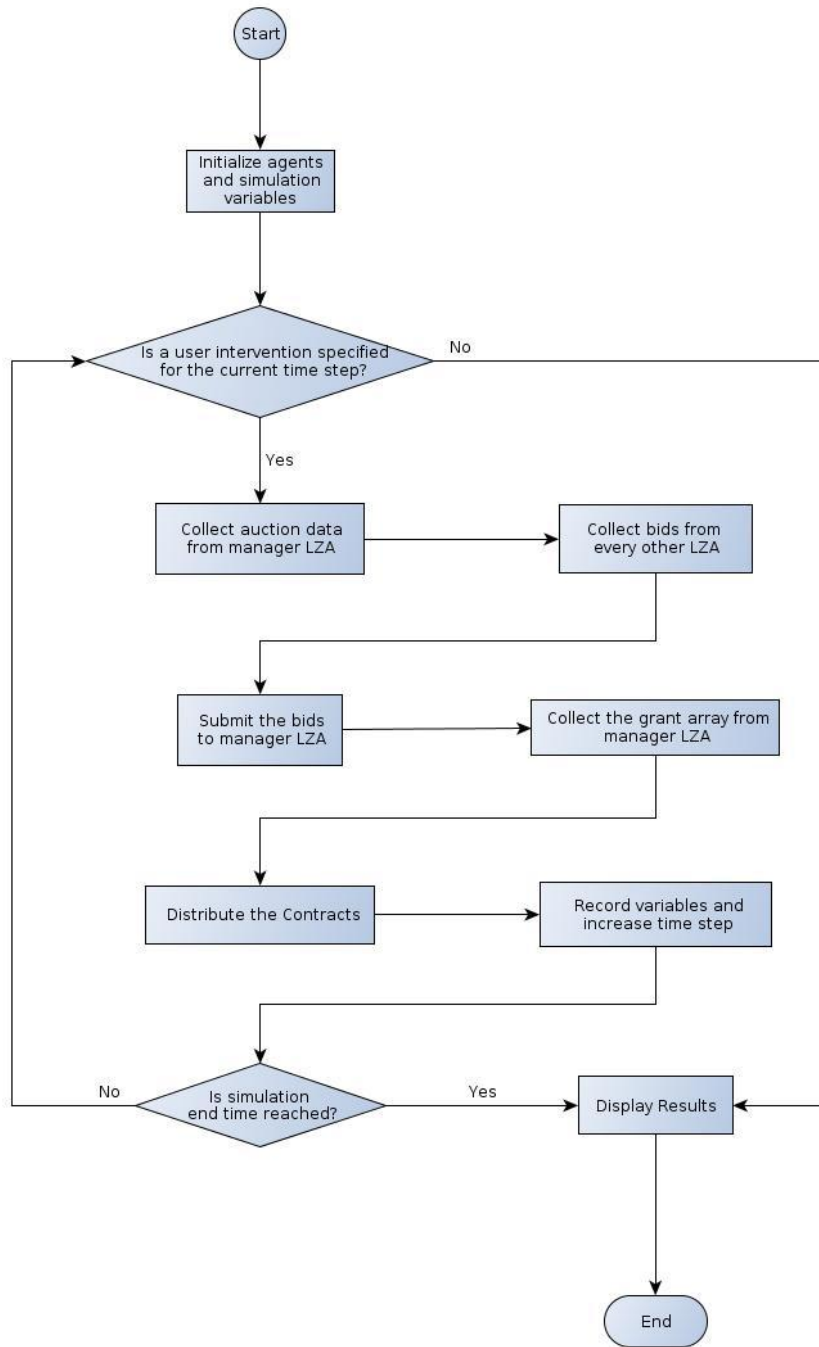 Start
Initialize agents
and simulation
variables
Is a user intervention specified
for the current time step?
No
Yes
Collect auction data
from manager LZA
Collect bids from
every other LZA
Submit the bids
to manager LZA
Collect the grant array from
manager LZA
Distribute the Contracts
Record variables and
increase time step
No
Is simulation
end time reached?
Yes
Display Results
End